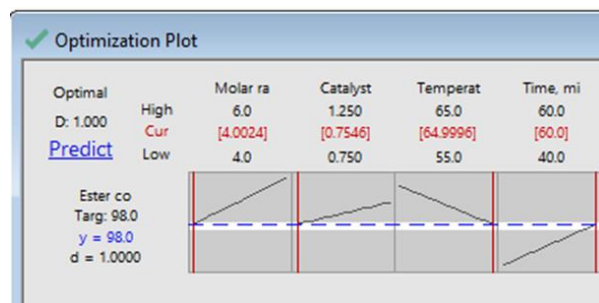 Optimization Plot
Optimal
D: 1.000
Predict
High
Cur
Low
Molar ra
6.0
[4.0024]
4.0
Catalyst
1.250
[0.7546]
0.750
Temperat
65.0
[64.9996]
55.0
Time, mi
60.0
[60.0]
40.0
Ester co
Targ: 98.0
y = 98.0
d = 1.0000